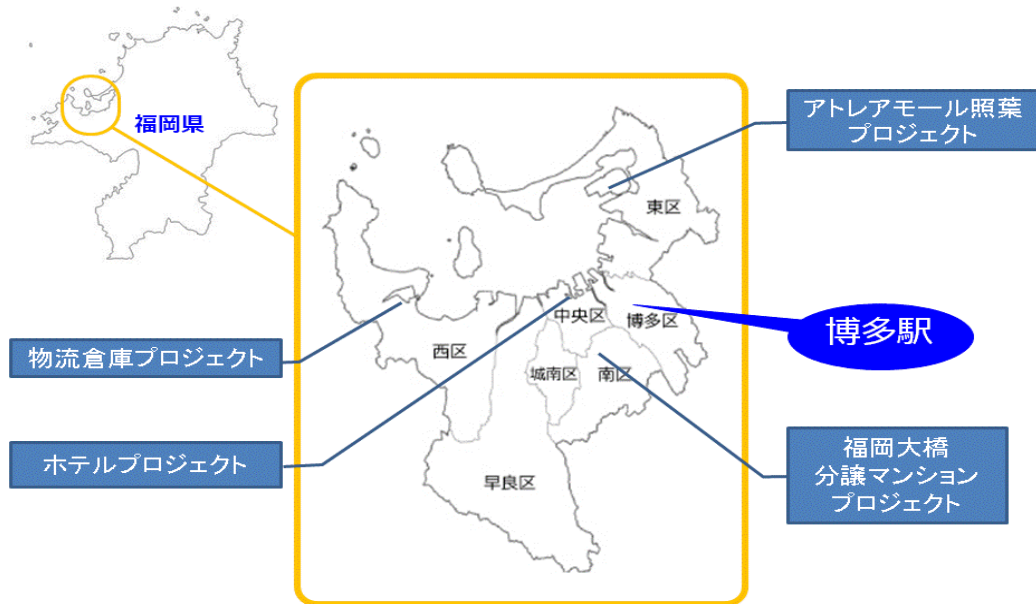 福岡県
アトレアモール照葉
プロジェクト
東区
中央区
博多区
博多駅
物流倉庫プロジェクト
西区
城南区
南区
ホテルプロジェクト
福岡大橋
分譲マンション
プロジェクト
早良区